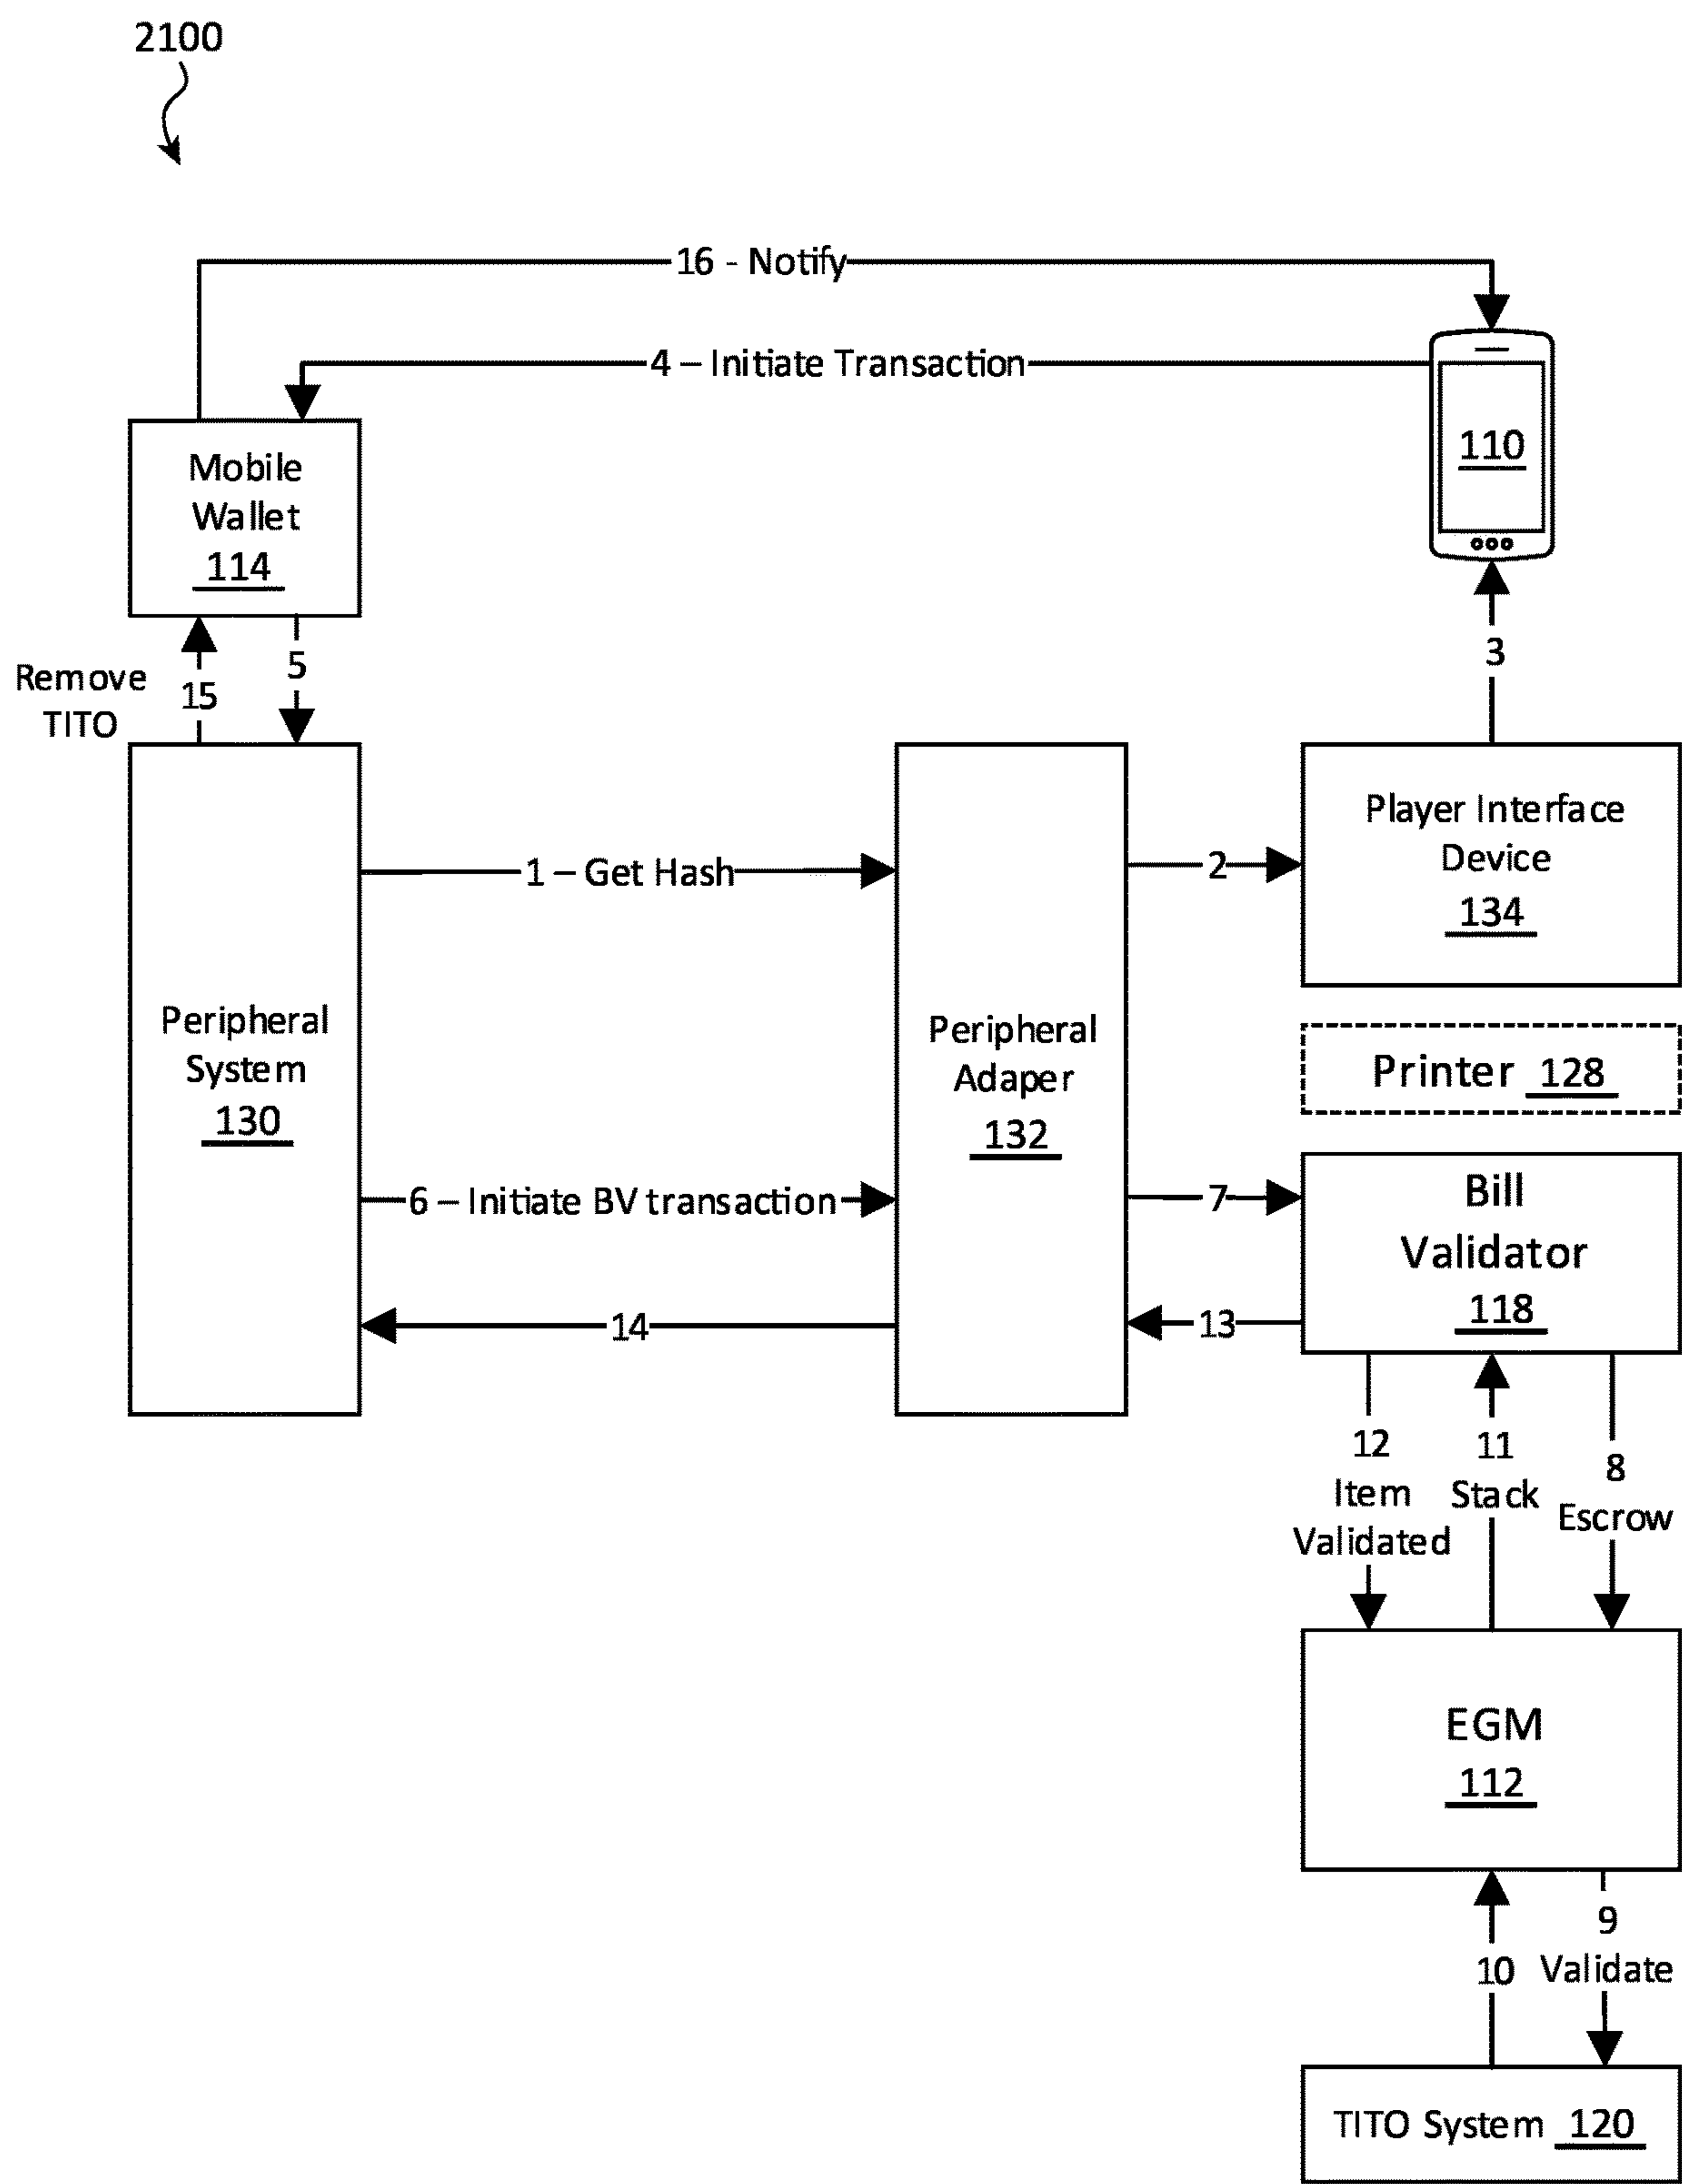 2100
16 - Notify
4 – Initiate Transaction
110
Mobile
Wallet
114
Remove
TITO
15
5
3
Peripheral
System
130
1 – Get Hash
6 – Initiate BV transaction
14
Peripheral
Adaper
132
2
7
13
Player Interface
Device
134
Printer 128
Bill
Validator
118
12
Item
Validated
11
Stack
8
Escrow
EGM
112
10
9
Validate
TITO System 120